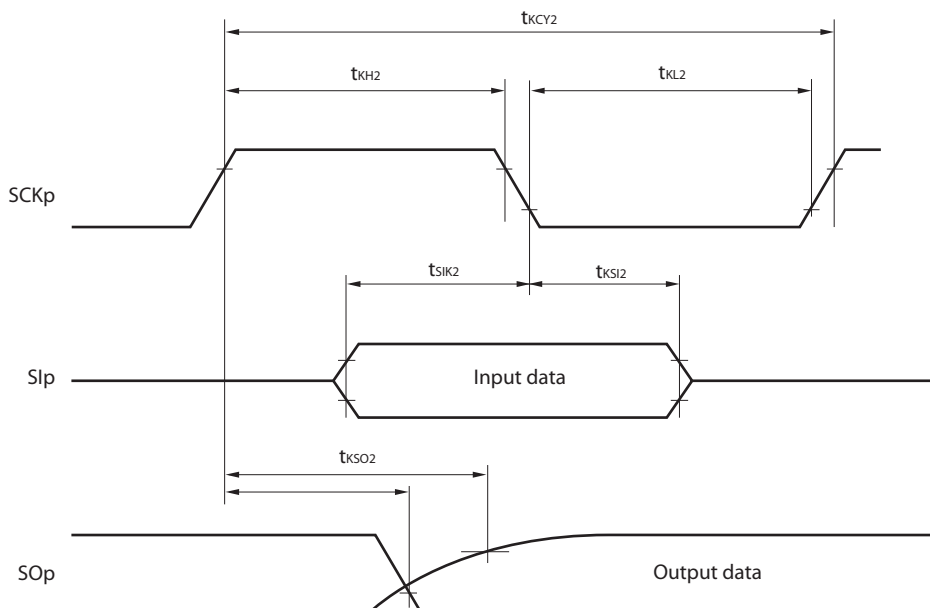 tKCY2
tKH2
tKL2
SCKp
tSIK2
tKSI2
SIp
Input data
tKSO2
SOp
Output data